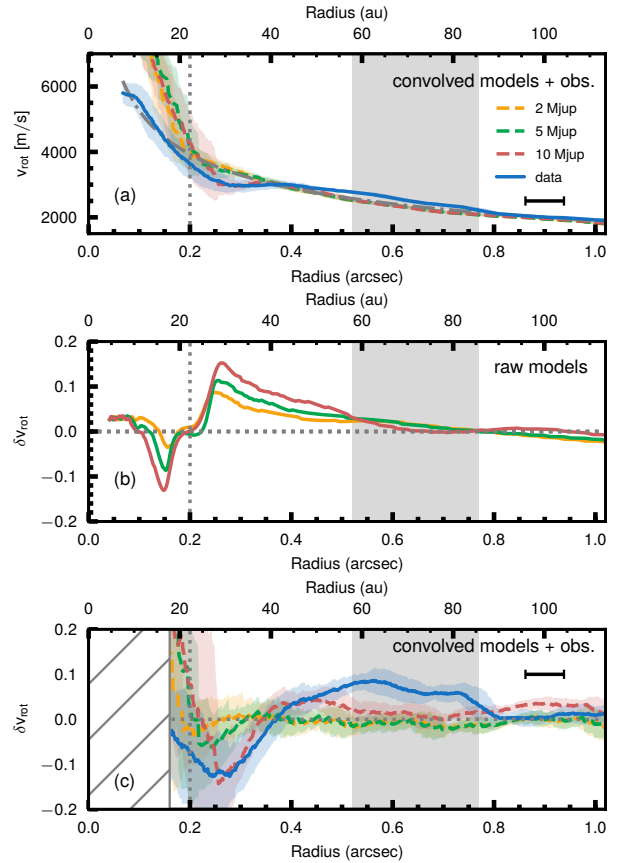 Radius (au)
0 20 40 60 80 100
6000
4000
2000
v_rot [m/s]
convolved models + obs.
2 Mjup
5 Mjup
10 Mjup
data
(a)
0.0 0.2 0.4 0.6 0.8 1.0
Radius (arcsec)
Radius (au)
0 20 40 60 80 100
0.2
0.1
0.0
−0.1
−0.2
δv_rot
raw models
(b)
0.0 0.2 0.4 0.6 0.8 1.0
Radius (arcsec)
Radius (au)
0 20 40 60 80 100
0.2
0.1
0.0
−0.1
−0.2
δv_rot
convolved models + obs.
(c)
0.0 0.2 0.4 0.6 0.8 1.0
Radius (arcsec)